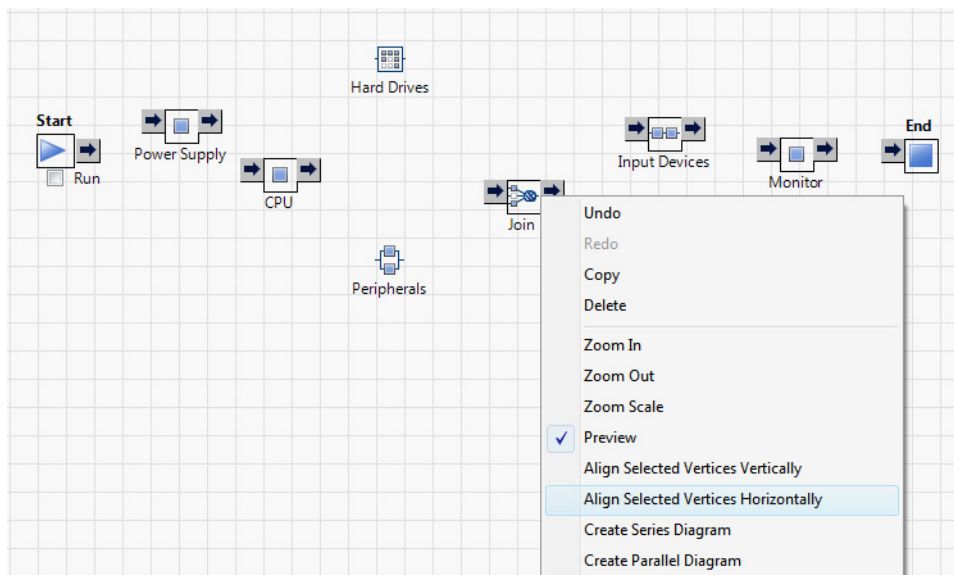 Hard Drives
Start
Power Supply
Run
CPU
Input Devices
End
Monitor
Join
Peripherals
Undo
Redo
Copy
Delete
Zoom In
Zoom Out
Zoom Scale
Preview
Align Selected Vertices Vertically
Align Selected Vertices Horizontally
Create Series Diagram
Create Parallel Diagram